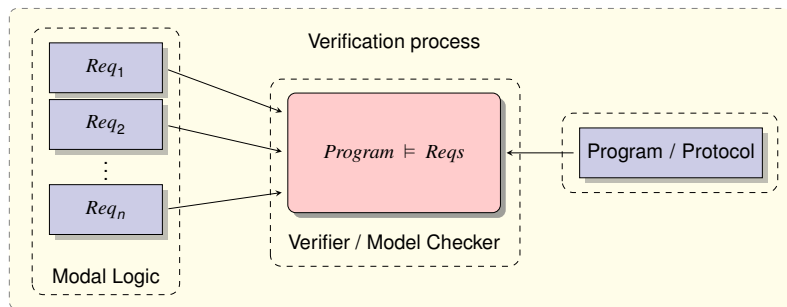 Verification process
Req₁
Req₂
⋮
Reqₙ
Modal Logic
Program ⊨ Reqs
Verifier / Model Checker
Program / Protocol